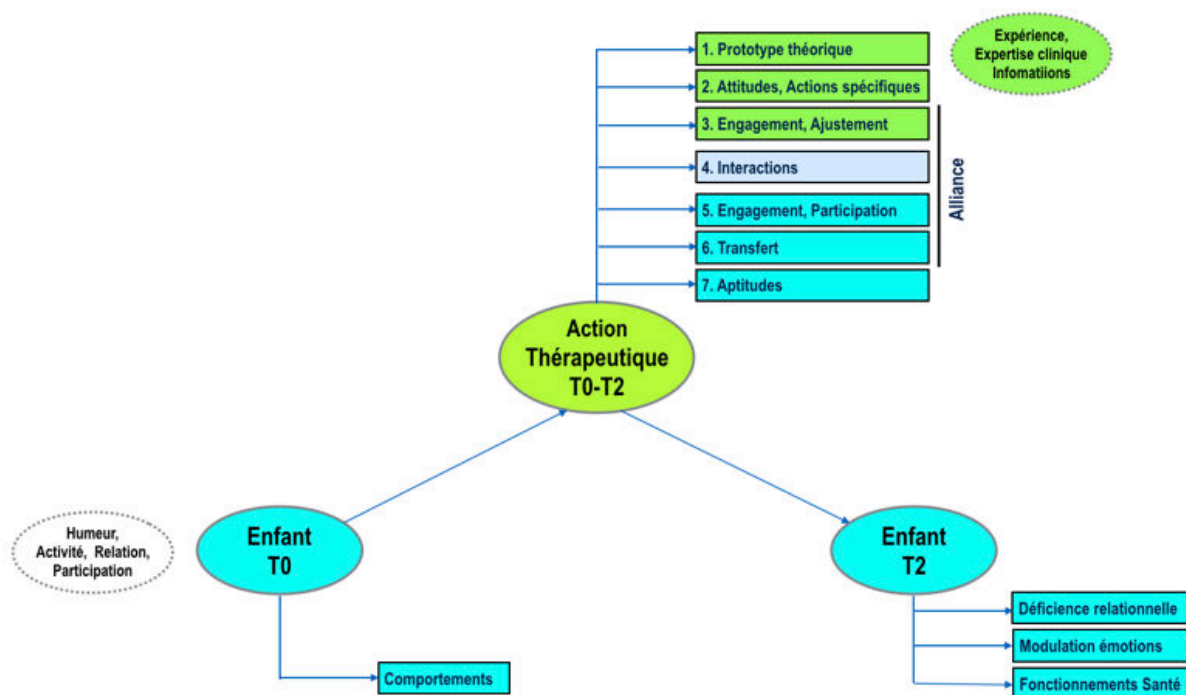 1. Prototype théorique
2. Attitudes, Actions spécifiques
3. Engagement, Ajustement
4. Interactions
5. Engagement, Participation
6. Transfert
7. Aptitudes
Expérience,
Expertise clinique
Infomatiions
Alliance
Action
Thérapeutique
T0-T2
Humeur,
Activité, Relation,
Participation
Enfant
T0
Comportements
Enfant
T2
Déficience relationnelle
Modulation émotions
Fonctionnements Santé